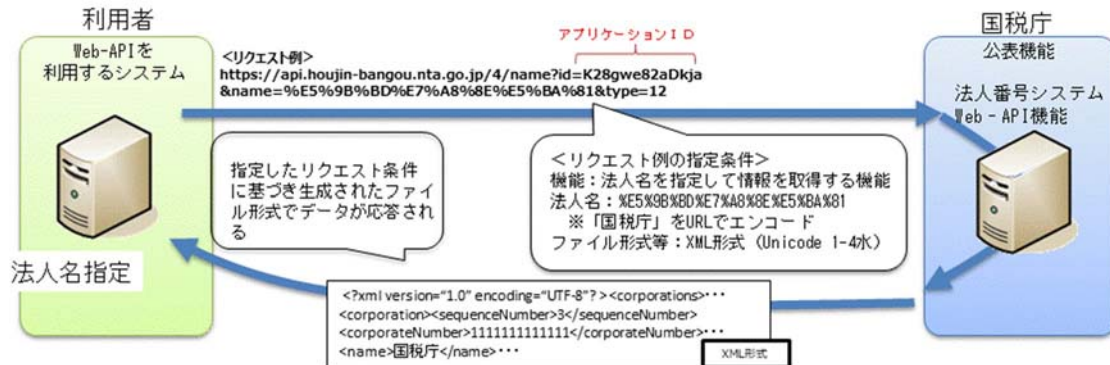 利用者
Web-APIを
利用するシステム
アプリケーションＩＤ
＜リクエスト例＞
https://api.houjin-bangou.nta.go.jp/4/name?id=K28gwe82aDkja
&name=%E5%9B%BD%E7%A8%8E%E5%BA%81&type=12
国税庁
公表機能
法人番号システム
Web‐API機能
指定したリクエスト条件
に基づき生成されたファイ
ル形式でデータが応答され
る
＜リクエスト例の指定条件＞
機能：法人名を指定して情報を取得する機能
法人名：%E5%9B%BD%E7%A8%8E%E5%BA%81
※「国税庁」をURLでエンコード
ファイル形式等：XML形式（Unicode 1-4水）
法人名指定
<?xml version="1.0" encoding="UTF-8"?><corporations>･･･
<corporation><sequenceNumber>3</sequenceNumber>
<corporateNumber>1111111111111</corporateNumber>･･･
<name>国税庁</name>･･･
XML形式